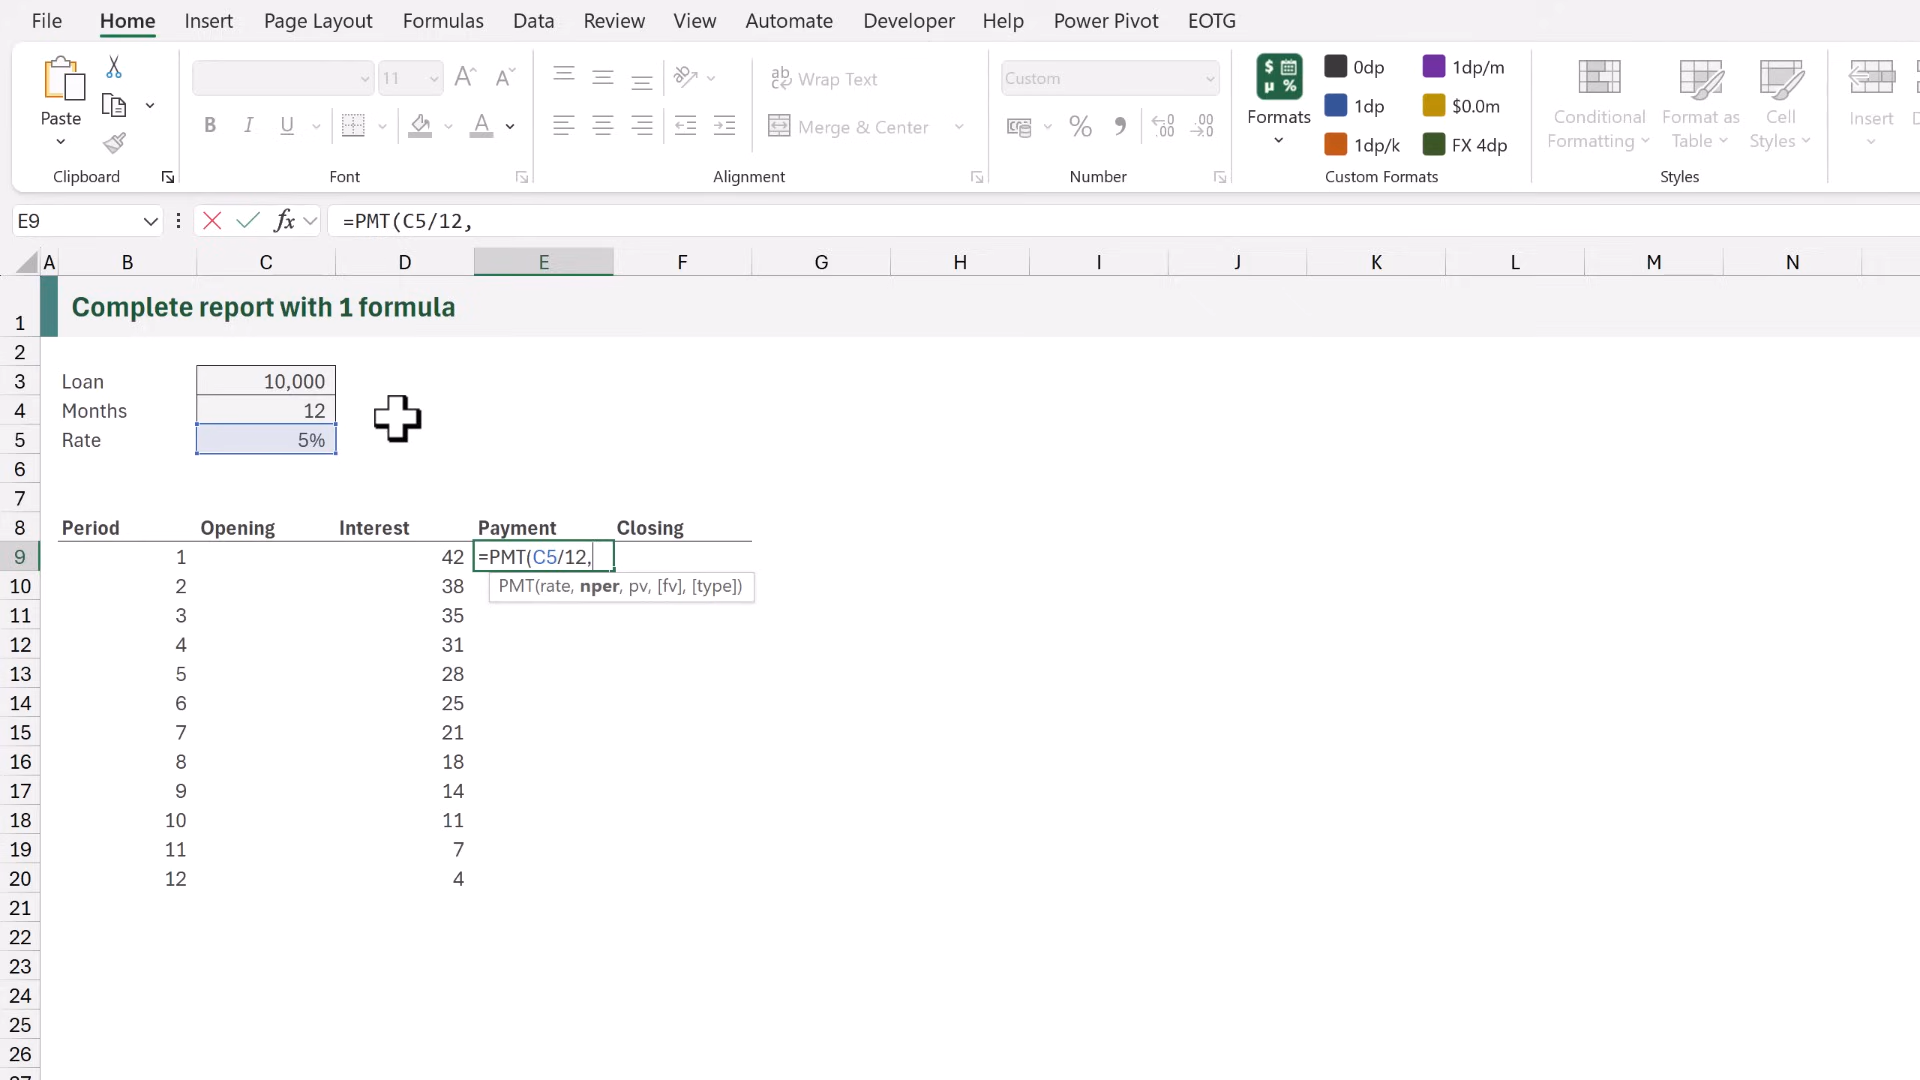 File Home Insert Page Layout Formulas Data Review View Automate Developer Help Power Pivot EOTG
Paste
Clipboard
11
B I U
Font
Wrap Text
Merge & Center
Alignment
Custom
Number
Formats
0dp
1dp
1dp/k
1dp/m
$0.0m
FX 4dp
Custom Formats
Conditional Formatting
Format as Table
Cell Styles
Styles
Insert
E9 fx =PMT(C5/12,
A B C D E F G H I J K L M N
1 Complete report with 1 formula
2
3 Loan 10,000
4 Months 12
5 Rate 5%
6
7
8 Period Opening Interest Payment Closing
9 1 42 =PMT(C5/12,
10 2 38 PMT(rate, nper, pv, [fv], [type])
11 3 35
12 4 31
13 5 28
14 6 25
15 7 21
16 8 18
17 9 14
18 10 11
19 11 7
20 12 4
21
22
23
24
25
26